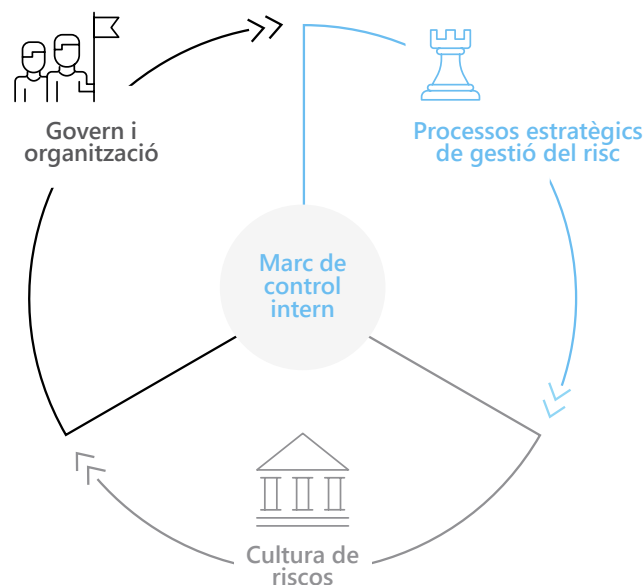 Govern i
organització
Processos estratègics
de gestió del risc
Marc de
control
intern
Cultura de
riscos